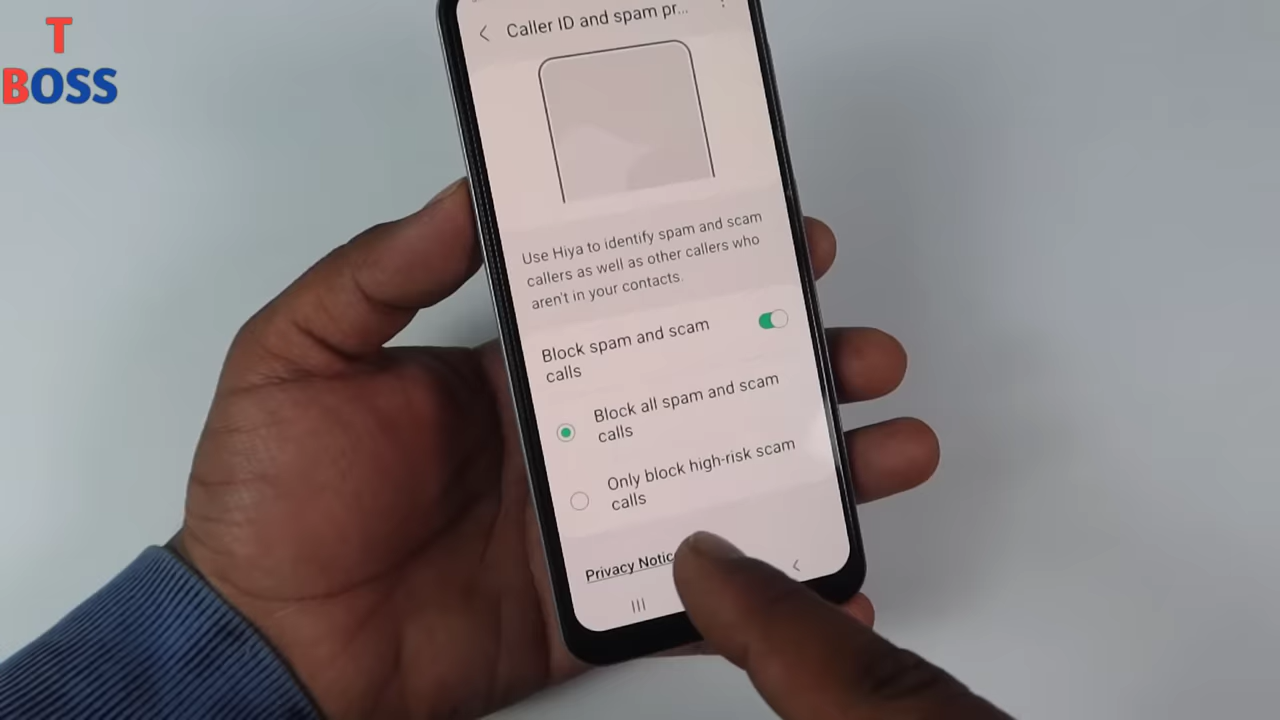 T
BOSS
Caller ID and spam pr...
Use Hiya to identify spam and scam
callers as well as other callers who
aren't in your contacts.
Block spam and scam
calls
Block all spam and scam
calls
Only block high-risk scam
calls
Privacy Notic